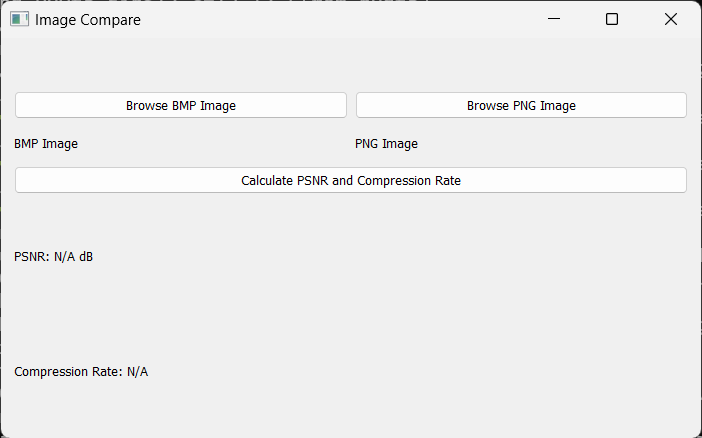 Image Compare
Browse BMP Image
Browse PNG Image
BMP Image
PNG Image
Calculate PSNR and Compression Rate
PSNR: N/A dB
Compression Rate: N/A